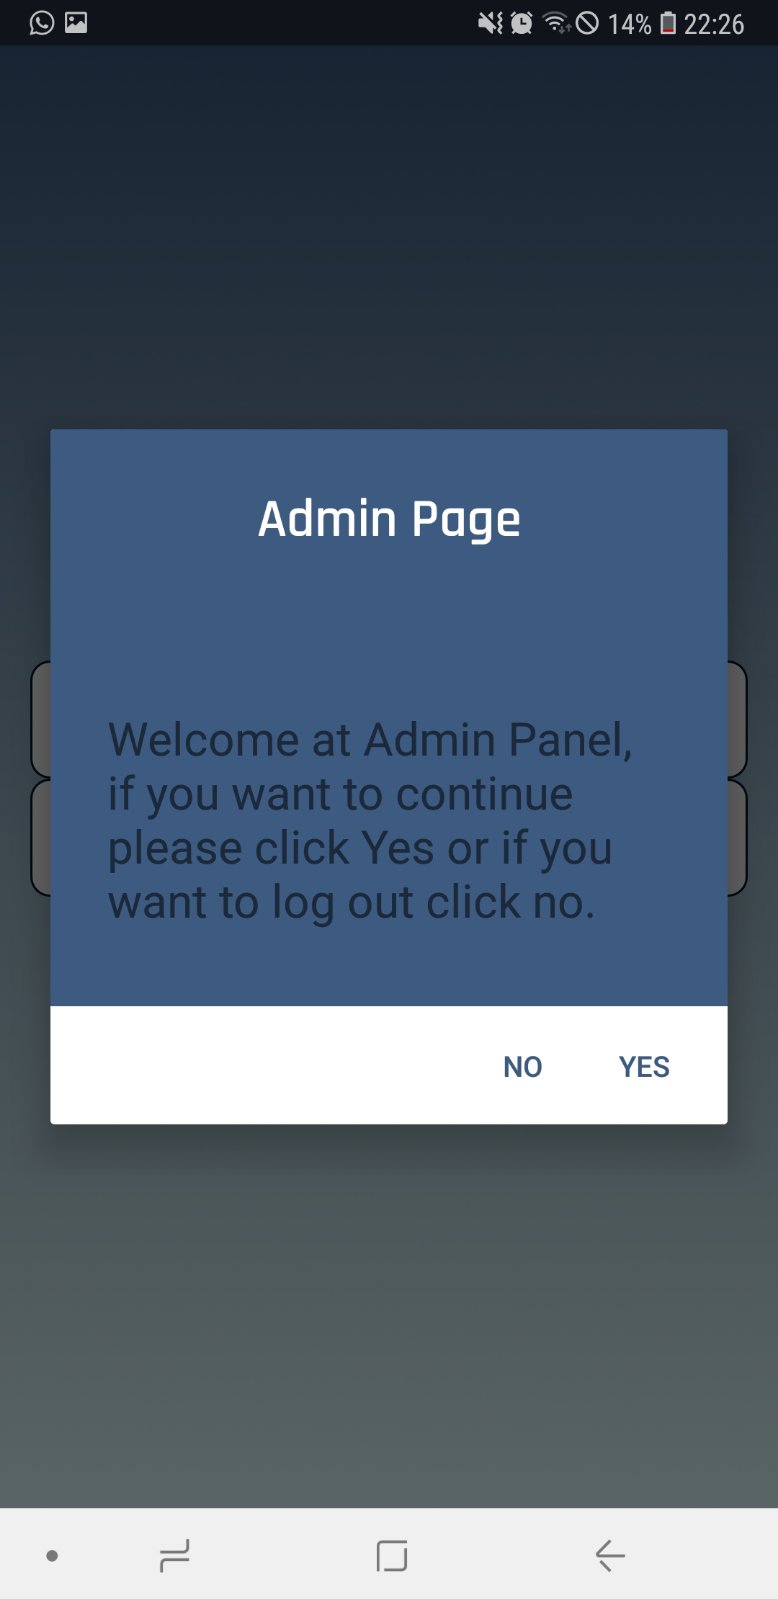 14% 22:26
Admin Page
Welcome at Admin Panel,
if you want to continue
please click Yes or if you
want to log out click no.
NO YES